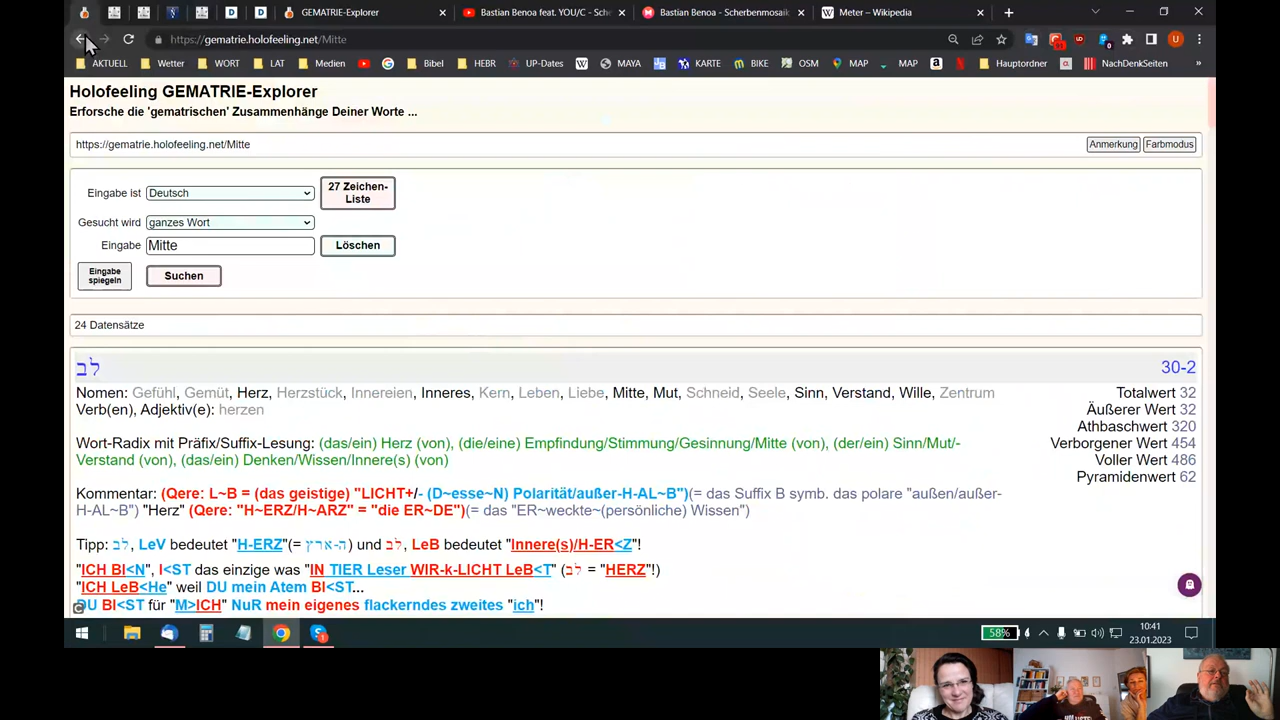 GEMATRIE-Explorer
Bastian Benoa feat. YOU/C - Sche
Bastian Benoa - Scherbenmosaik
Meter – Wikipedia
https://gematrie.holofeeling.net/Mitte
AKTUELL Wetter WORT LAT Medien Bibel HEBR UP-Dates MAYA KARTE BIKE OSM MAP MAP Hauptordner NachDenkSeiten »
Holofeeling GEMATRIE-Explorer
Erforsche die 'gematrischen' Zusammenhänge Deiner Worte ...
https://gematrie.holofeeling.net/Mitte Anmerkung Farbmodus
Eingabe ist Deutsch 27 Zeichen-Liste
Gesucht wird ganzes Wort
Eingabe Mitte Löschen
Eingabe spiegeln Suchen
24 Datensätze
לב 30-2
Nomen: Gefühl, Gemüt, Herz, Herzstück, Innereien, Inneres, Kern, Leben, Liebe, Mitte, Mut, Schneid, Seele, Sinn, Verstand, Wille, Zentrum
Verb(en), Adjektiv(e): herzen
Totalwert 32
Äußerer Wert 32
Athbaschwert 320
Verborgener Wert 454
Voller Wert 486
Pyramidenwert 62
Wort-Radix mit Präfix/Suffix-Lesung: (das/ein) Herz (von), (die/eine) Empfindung/Stimmung/Gesinnung/Mitte (von), (der/ein) Sinn/Mut/-
Verstand (von), (das/ein) Denken/Wissen/Innere(s) (von)
Kommentar: (Qere: L~B = (das geistige) "LICHT+/- (D~esse~N) Polarität/außer-H-AL~B")(= das Suffix B symb. das polare "außen/außer-
H-AL~B") "Herz" (Qere: "H~ERZ/H~ARZ" = "die ER~DE")(= das "ER~weckte~(persönliche) Wissen")
Tipp: לב, LeV bedeutet "H-ERZ"(= ה-ארץ) und לב, LeB bedeutet "Innere(s)/H-ER<Z"!
"ICH BI<N", I<ST das einzige was "IN TIER Leser WIR-k-LICHT LeB<T" (לב = "HERZ"!)
"ICH LeB<He" weil DU mein Atem BI<ST...
DU BI<ST für "M>ICH" NuR mein eigenes flackerndes zweites "ich"!
58%
10:41
23.01.2023